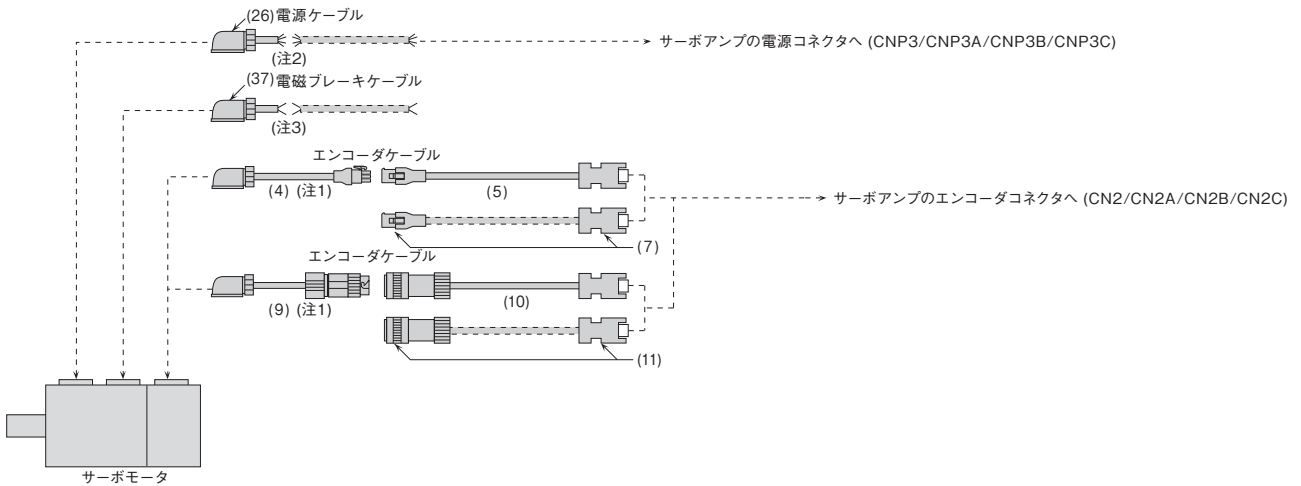 (26)電源ケーブル
サーボアンプの電源コネクタへ (CNP3/CNP3A/CNP3B/CNP3C)
(注2)
(37)電磁ブレーキケーブル
(注3)
エンコーダケーブル
(4) (注1)
(5)
サーボアンプのエンコーダコネクタへ (CN2/CN2A/CN2B/CN2C)
(7)
エンコーダケーブル
(9) (注1)
(10)
(11)
サーボモータ